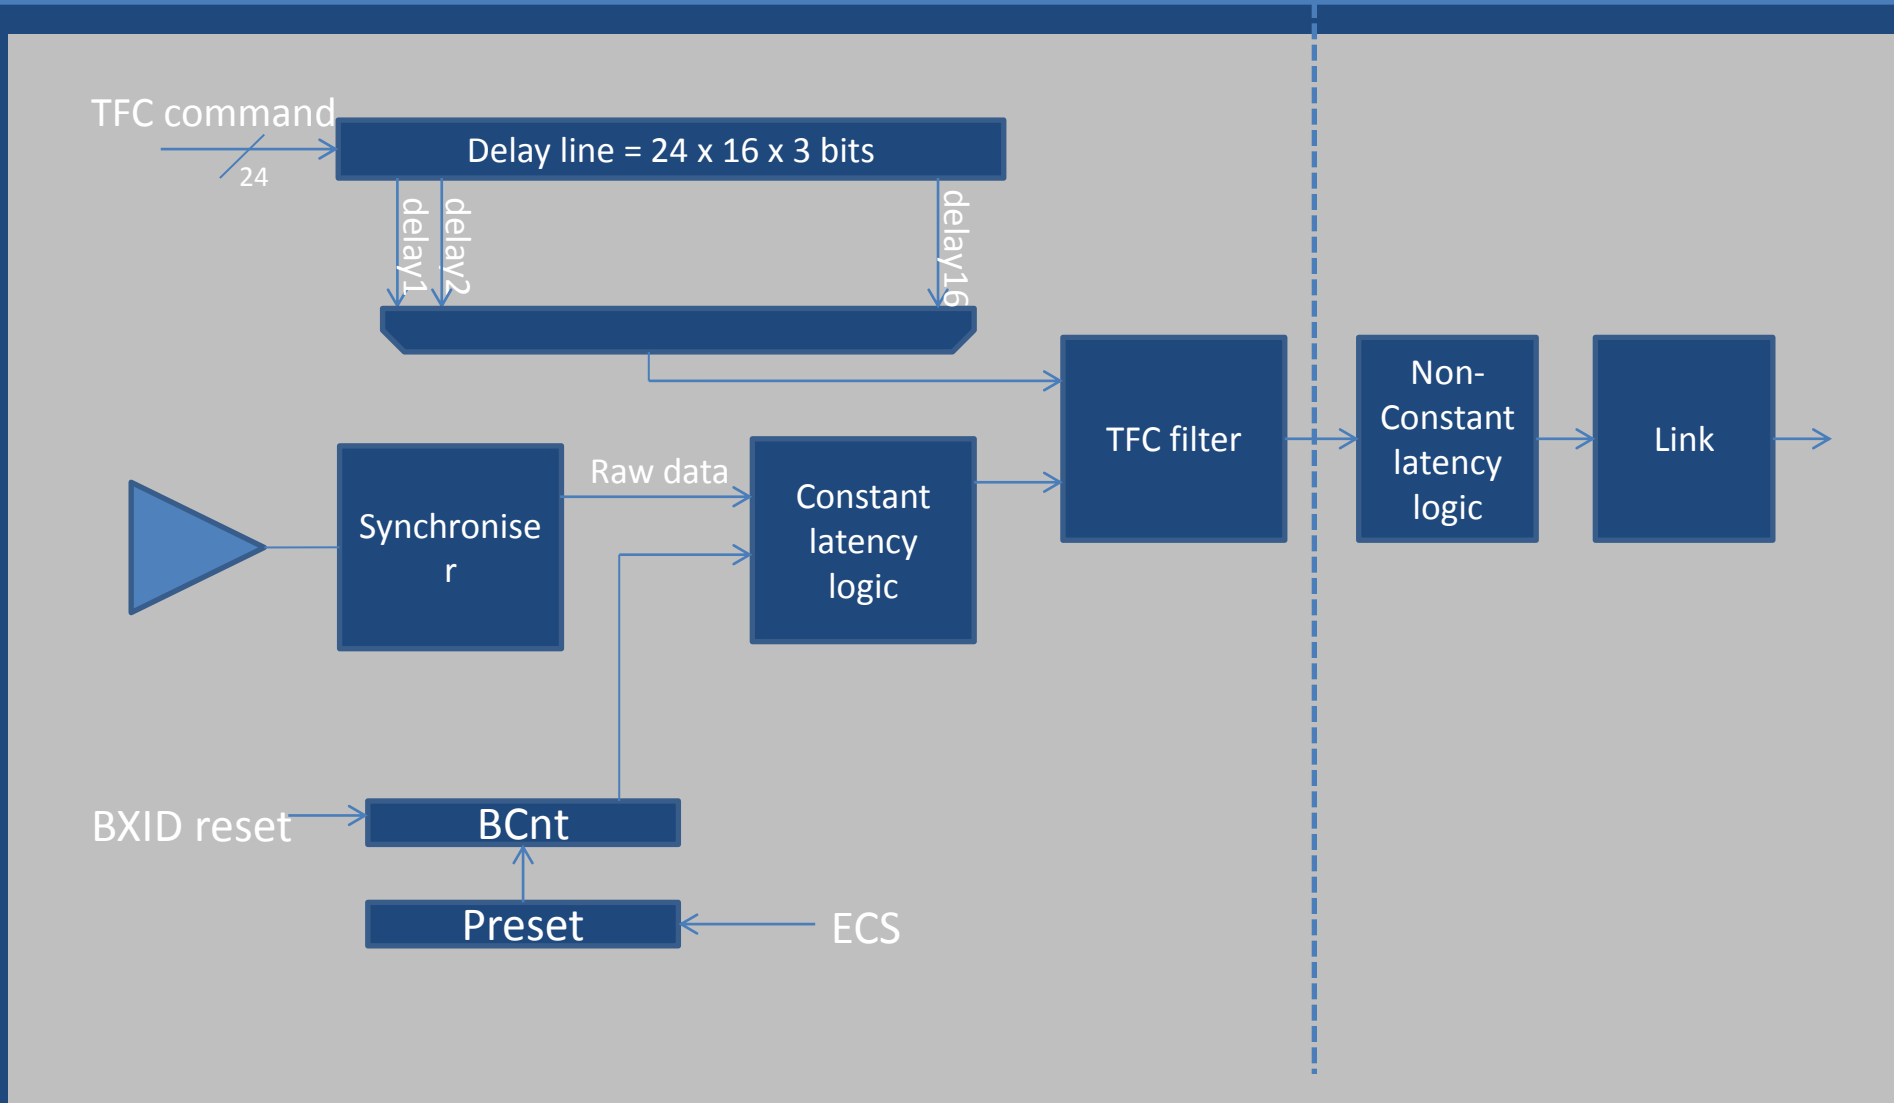 TFC command
24
Delay line = 24 x 16 x 3 bits
delay1
delay2
delay16
TFC filter
Non-
Constant
latency
logic
Link
Synchronise
r
Raw data
Constant
latency
logic
BXID reset
BCnt
Preset
ECS